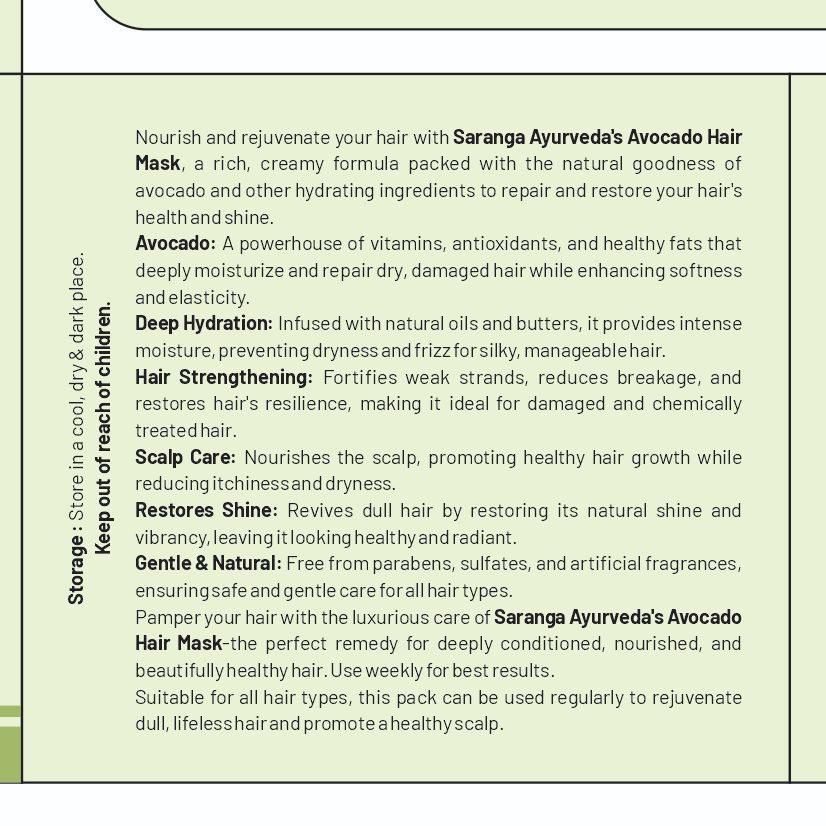 Nourish and rejuvenate your hair with Saranga Ayurveda's Avocado Hair
Mask, a rich, creamy formula packed with the natural goodness of
avocado and other hydrating ingredients to repair and restore your hair's
health and shine.
Avocado: A powerhouse of vitamins, antioxidants, and healthy fats that
deeply moisturize and repair dry, damaged hair while enhancing softness
and elasticity.
Deep Hydration: Infused with natural oils and butters, it provides intense
moisture, preventing dryness and frizz for silky, manageable hair.
Hair Strengthening: Fortifies weak strands, reduces breakage, and
restores hair's resilience, making it ideal for damaged and chemically
treated hair.
Scalp Care: Nourishes the scalp, promoting healthy hair growth while
reducing itchiness and dryness.
Restores Shine: Revives dull hair by restoring its natural shine and
vibrancy, leaving it looking healthy and radiant.
Gentle & Natural: Free from parabens, sulfates, and artificial fragrances,
ensuring safe and gentle care for all hair types.
Pamper your hair with the luxurious care of Saranga Ayurveda's Avocado
Hair Mask-the perfect remedy for deeply conditioned, nourished, and
beautifully healthy hair. Use weekly for best results.
Suitable for all hair types, this pack can be used regularly to rejuvenate
dull, lifeless hair and promote a healthy scalp.
Storage : Store in a cool, dry & dark place.
Keep out of reach of children.